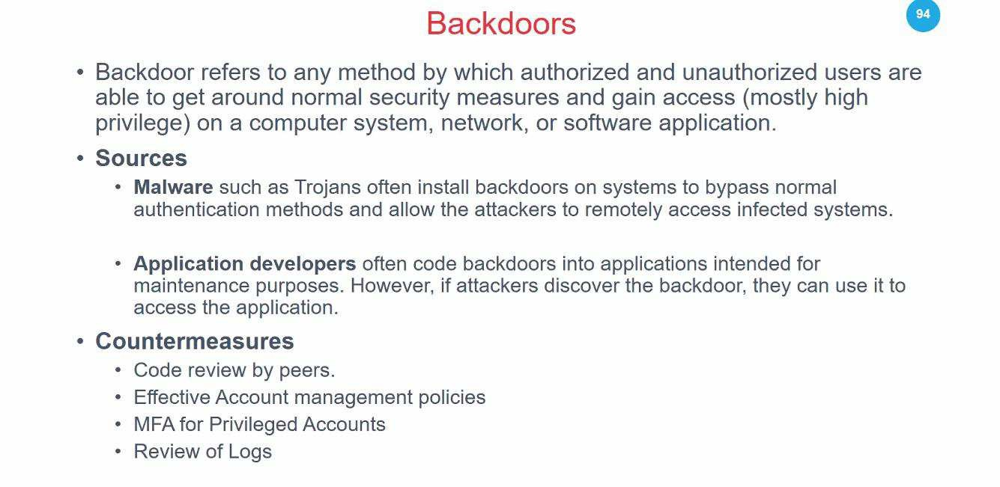 Backdoors
94
• Backdoor refers to any method by which authorized and unauthorized users are
able to get around normal security measures and gain access (mostly high
privilege) on a computer system, network, or software application.
• Sources
• Malware such as Trojans often install backdoors on systems to bypass normal
authentication methods and allow the attackers to remotely access infected systems.
• Application developers often code backdoors into applications intended for
maintenance purposes. However, if attackers discover the backdoor, they can use it to
access the application.
• Countermeasures
• Code review by peers.
• Effective Account management policies
• MFA for Privileged Accounts
• Review of Logs